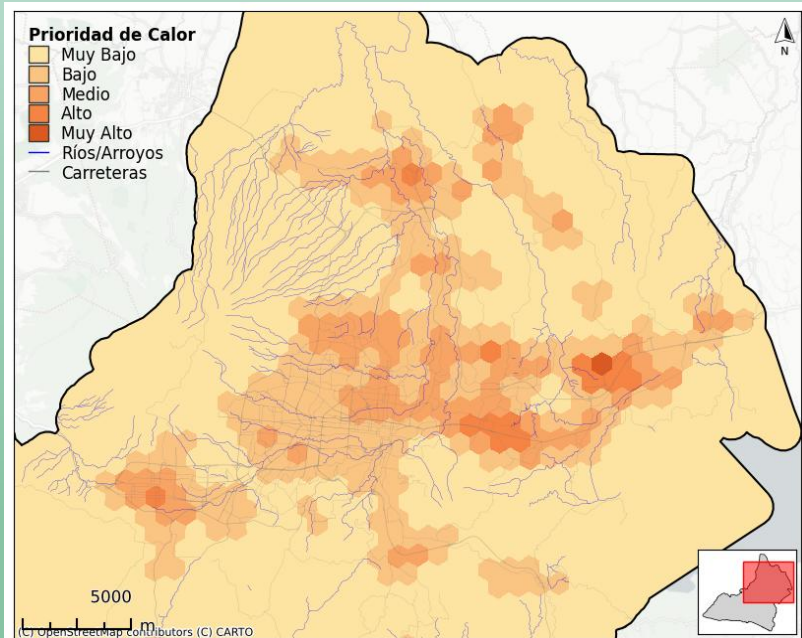 Prioridad de Calor
Muy Bajo
Bajo
Medio
Alto
Muy Alto
Ríos/Arroyos
Carreteras
N
5000
m
(C) OpenStreetMap contributors (C) CARTO